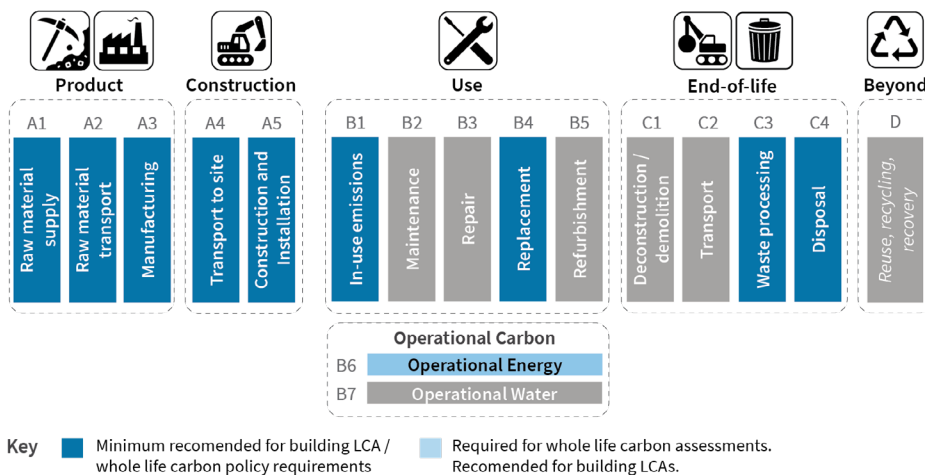 Product
Construction
Use
End-of-life
Beyond
A1
A2
A3
A4
A5
B1
B2
B3
B4
B5
C1
C2
C3
C4
D
Raw material
supply
Raw material
transport
Manufacturing
Transport to site
Construction and
Installation
In-use emissions
Maintenance
Repair
Replacement
Refurbishment
Deconstruction /
demolition
Transport
Waste processing
Disposal
Reuse, recycling,
recovery
Operational Carbon
B6 Operational Energy
B7 Operational Water
Key
Minimum recomended for building LCA /
whole life carbon policy requirements
Required for whole life carbon assessments.
Recomended for building LCAs.